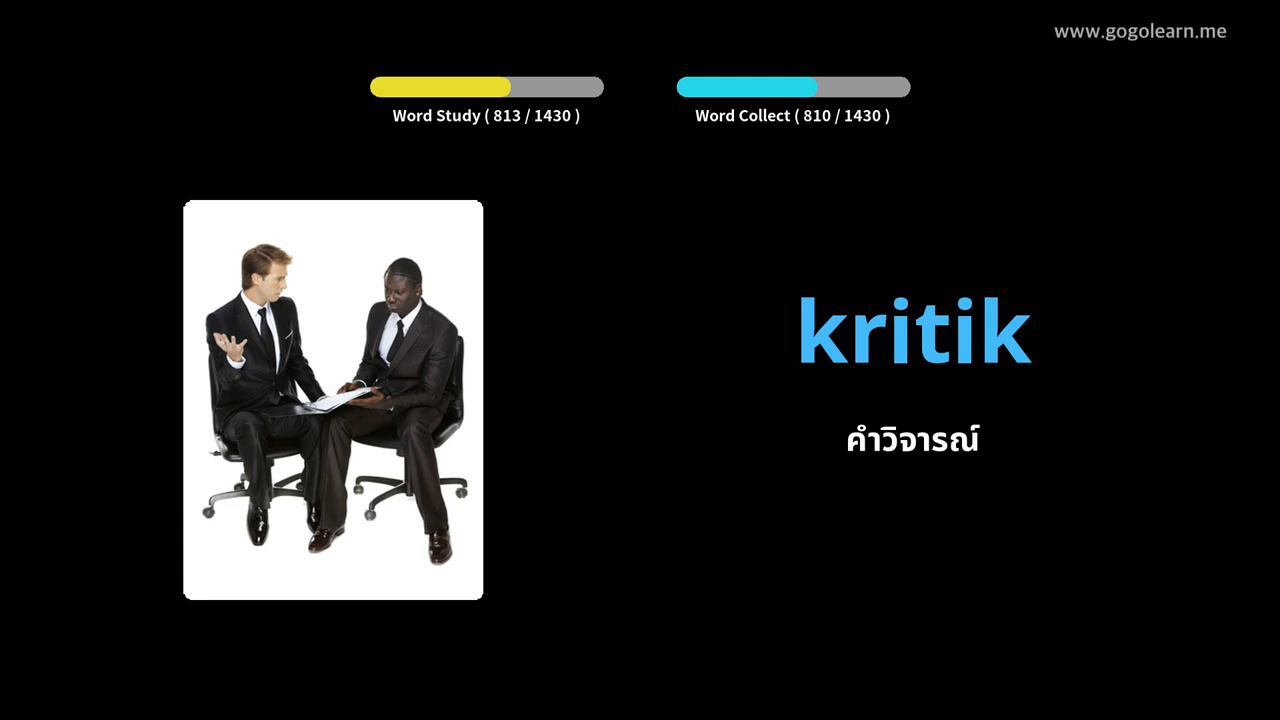 www.gogolearn.me
Word Study ( 813 / 1430 )
Word Collect ( 810 / 1430 )
kritik
คำวิจารณ์